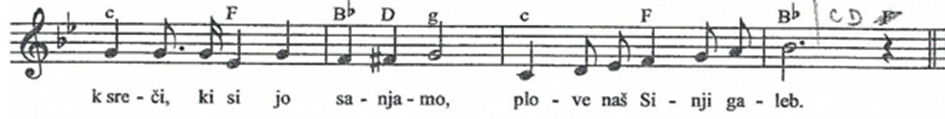 c F B♭ D g c F B♭ C D
k sre - či, ki si jo sa - nja - mo, plo - ve naš Si - nji ga - leb.